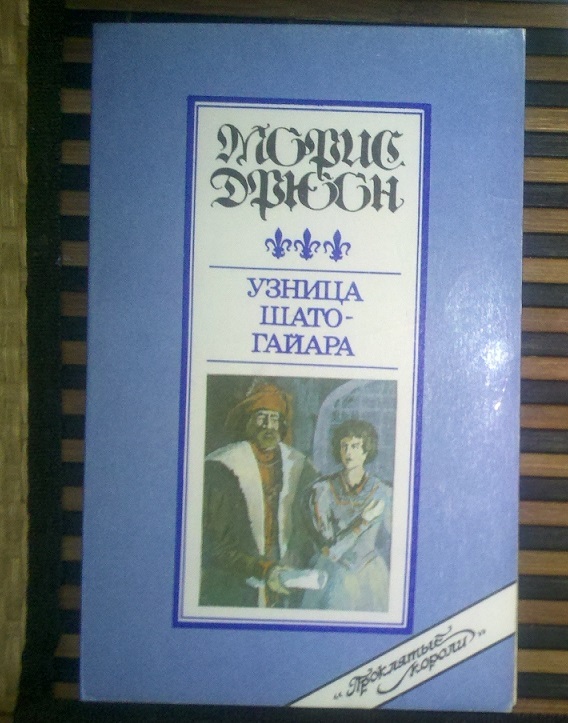 МОРИС
ДРЮОН
УЗНИЦА
ШАТО-
ГАЙАРА
"Проклятые
короли"